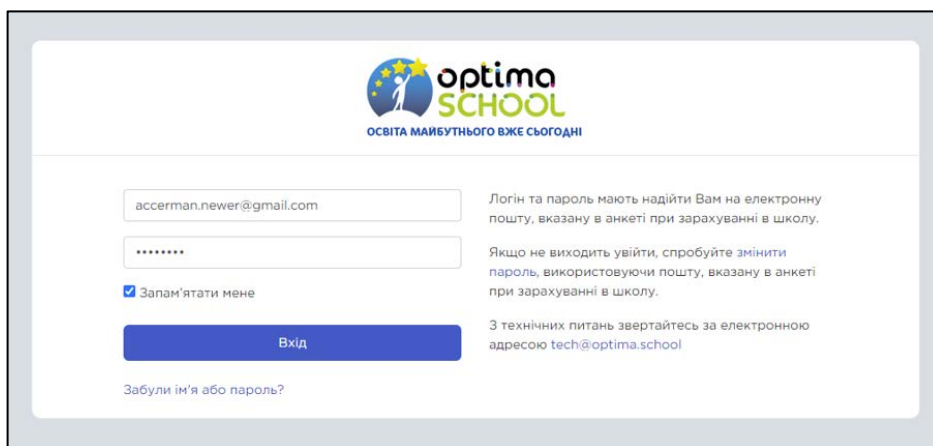 optima
SCHOOL
ОСВІТА МАЙБУТНЬОГО ВЖЕ СЬОГОДНІ
accerman.newer@gmail.com
••••••••
Запам'ятати мене
Вхід
Забули ім'я або пароль?
Логін та пароль мають надійти Вам на електронну
пошту, вказану в анкеті при зарахуванні в школу.
Якщо не виходить увійти, спробуйте змінити
пароль, використовуючи пошту, вказану в анкеті
при зарахуванні в школу.
З технічних питань звертайтесь за електронною
адресою tech@optima.school